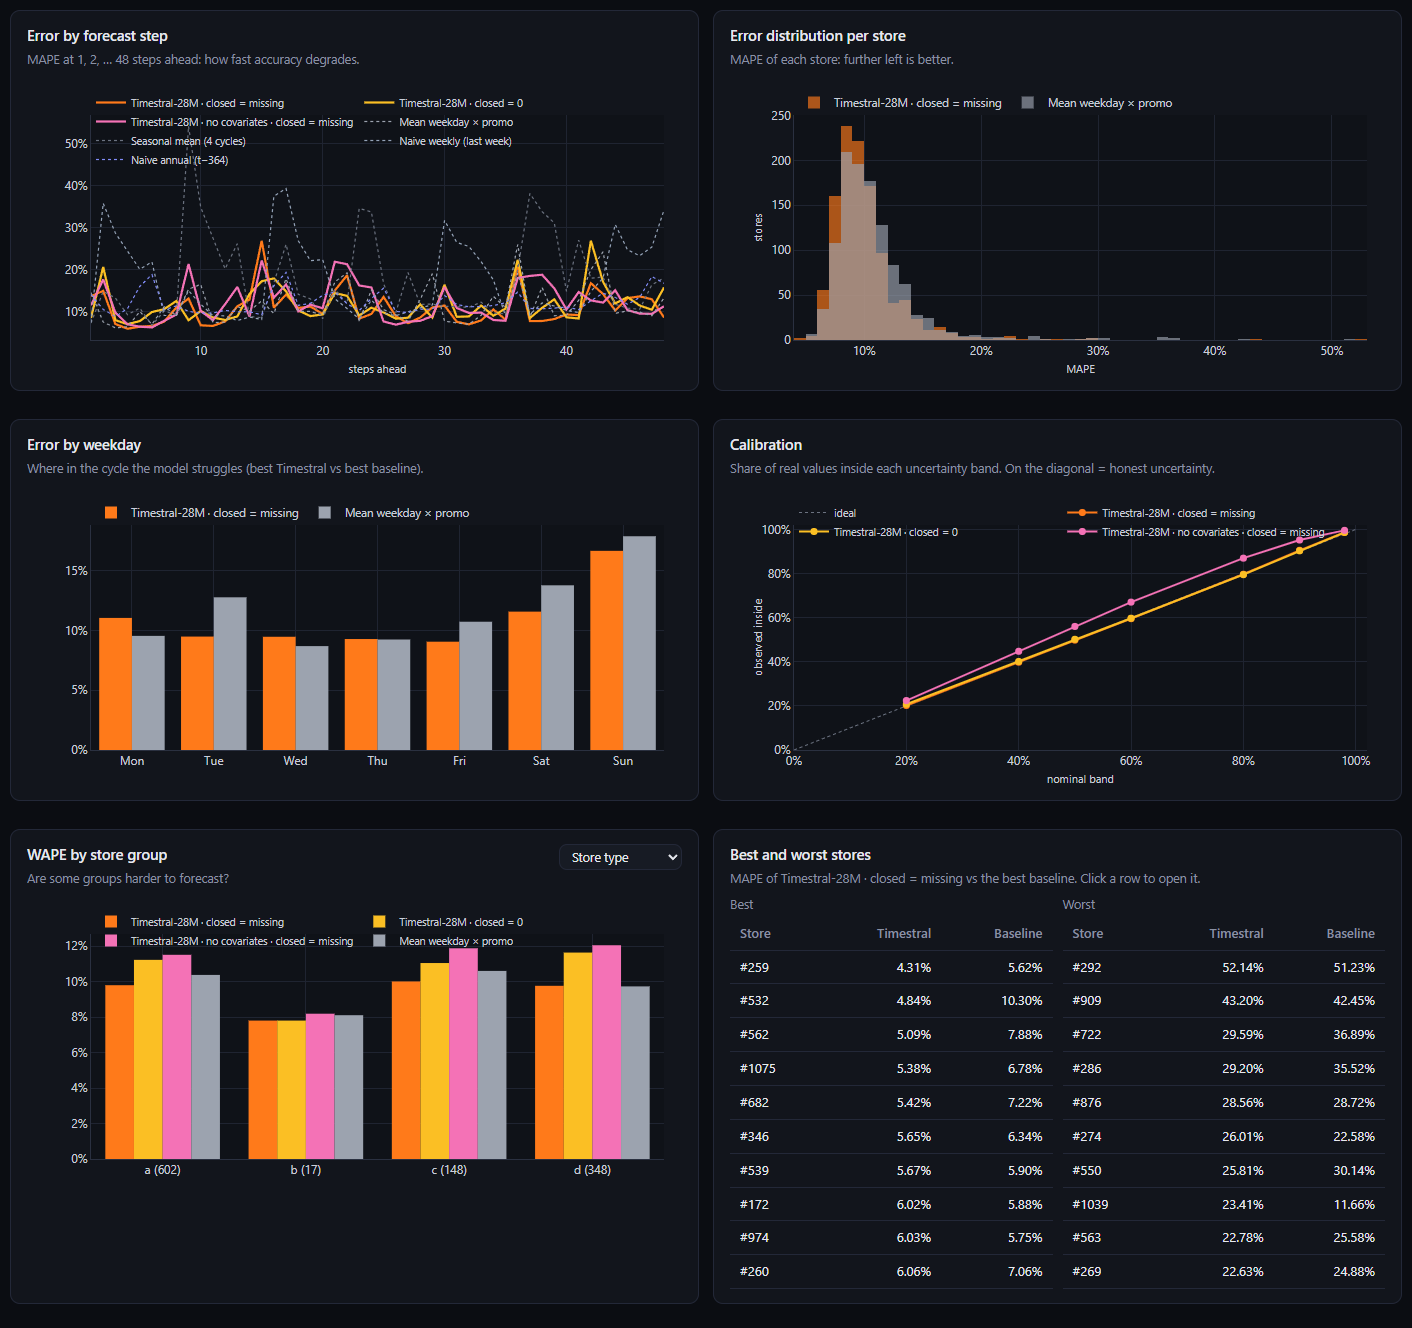 Error by forecast step
MAPE at 1, 2, ... 48 steps ahead: how fast accuracy degrades.
Timestral-28M · closed = missing
Timestral-28M · closed = 0
Timestral-28M · no covariates · closed = missing
Mean weekday × promo
Seasonal mean (4 cycles)
Naive weekly (last week)
Naive annual (t−364)
50%
40%
30%
20%
10%
10 20 30 40
steps ahead
Error distribution per store
MAPE of each store: further left is better.
Timestral-28M · closed = missing
Mean weekday × promo
250
200
150
100
50
0
stores
10% 20% 30% 40% 50%
MAPE
Error by weekday
Where in the cycle the model struggles (best Timestral vs best baseline).
Timestral-28M · closed = missing
Mean weekday × promo
15%
10%
5%
0%
Mon Tue Wed Thu Fri Sat Sun
Calibration
Share of real values inside each uncertainty band. On the diagonal = honest uncertainty.
ideal
Timestral-28M · closed = missing
Timestral-28M · closed = 0
Timestral-28M · no covariates · closed = missing
100%
80%
60%
40%
20%
0%
observed inside
0% 20% 40% 60% 80% 100%
nominal band
WAPE by store group
Store type
Are some groups harder to forecast?
Timestral-28M · closed = missing
Timestral-28M · closed = 0
Timestral-28M · no covariates · closed = missing
Mean weekday × promo
12%
10%
8%
6%
4%
2%
0%
a (602) b (17) c (148) d (348)
Best and worst stores
MAPE of Timestral-28M · closed = missing vs the best baseline. Click a row to open it.
Best
Store Timestral Baseline
#259 4.31% 5.62%
#532 4.84% 10.30%
#562 5.09% 7.88%
#1075 5.38% 6.78%
#682 5.42% 7.22%
#346 5.65% 6.34%
#539 5.67% 5.90%
#172 6.02% 5.88%
#974 6.03% 5.75%
#260 6.06% 7.06%
Worst
Store Timestral Baseline
#292 52.14% 51.23%
#909 43.20% 42.45%
#722 29.59% 36.89%
#286 29.20% 35.52%
#876 28.56% 28.72%
#274 26.01% 22.58%
#550 25.81% 30.14%
#1039 23.41% 11.66%
#563 22.78% 25.58%
#269 22.63% 24.88%